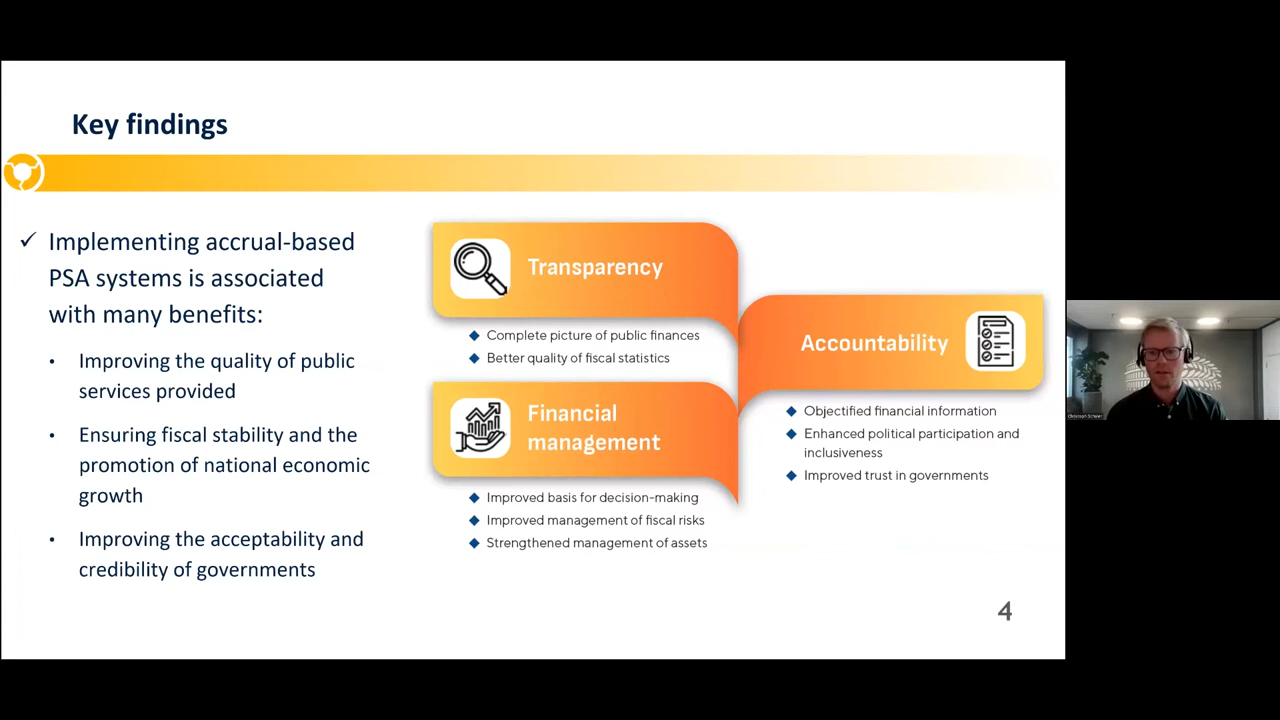 Key findings
✓ Implementing accrual-based
PSA systems is associated
with many benefits:
• Improving the quality of public
services provided
• Ensuring fiscal stability and the
promotion of national economic
growth
• Improving the acceptability and
credibility of governments
Transparency
◆ Complete picture of public finances
◆ Better quality of fiscal statistics
Financial
management
◆ Improved basis for decision-making
◆ Improved management of fiscal risks
◆ Strengthened management of assets
Accountability
◆ Objectified financial information
◆ Enhanced political participation and
inclusiveness
◆ Improved trust in governments
4